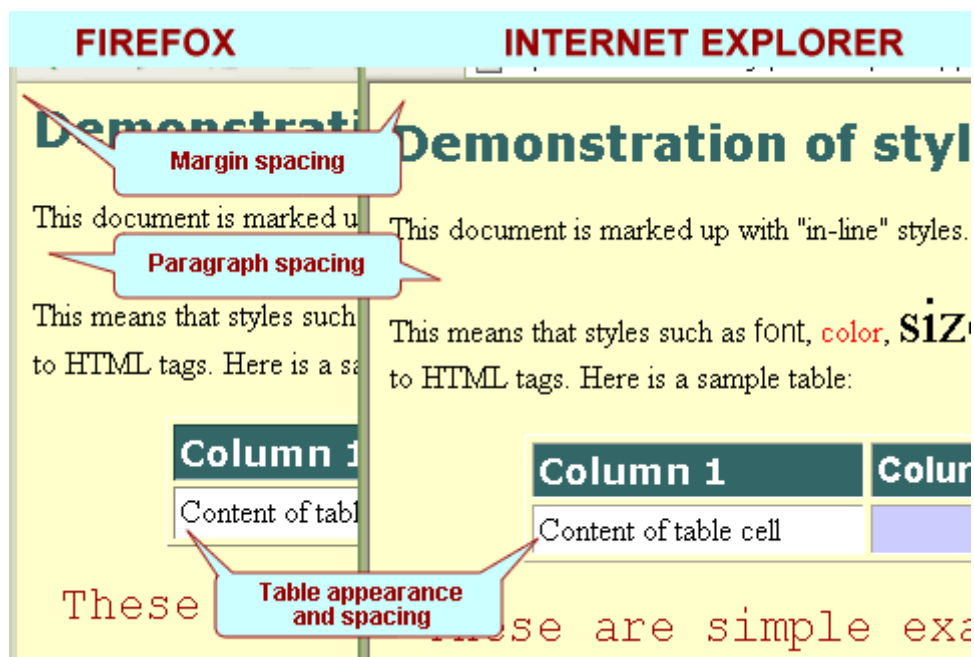 FIREFOX
INTERNET EXPLORER
Demonstrati
Margin spacing
Demonstration of styl
This document is marked u
This document is marked up with "in-line" styles.
Paragraph spacing
This means that styles such
to HTML tags. Here is a sa
This means that styles such as font, color, siz
to HTML tags. Here is a sample table:
Column 1
Content of tabl
Column 1 Colur
Content of table cell
Table appearance
and spacing
These
These are simple exa